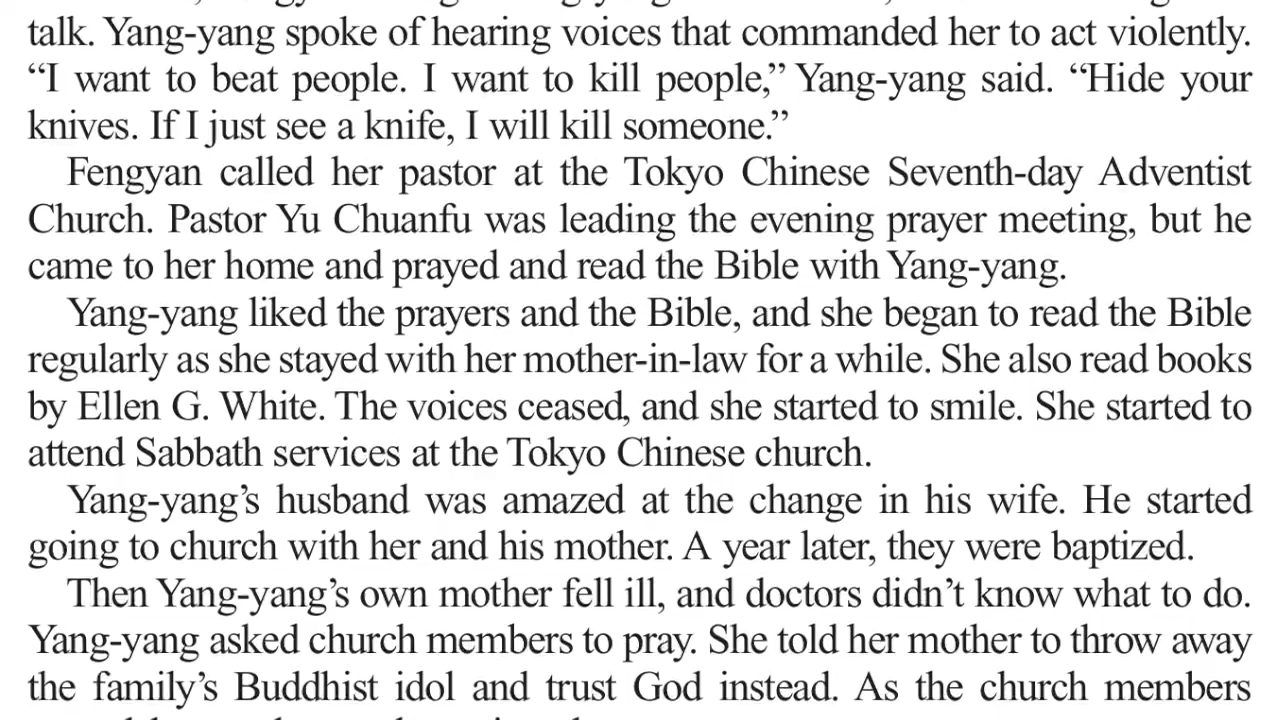 talk. Yang-yang spoke of hearing voices that commanded her to act violently.
“I want to beat people. I want to kill people,” Yang-yang said. “Hide your
knives. If I just see a knife, I will kill someone.”
Fengyan called her pastor at the Tokyo Chinese Seventh-day Adventist
Church. Pastor Yu Chuanfu was leading the evening prayer meeting, but he
came to her home and prayed and read the Bible with Yang-yang.
Yang-yang liked the prayers and the Bible, and she began to read the Bible
regularly as she stayed with her mother-in-law for a while. She also read books
by Ellen G. White. The voices ceased, and she started to smile. She started to
attend Sabbath services at the Tokyo Chinese church.
Yang-yang’s husband was amazed at the change in his wife. He started
going to church with her and his mother. A year later, they were baptized.
Then Yang-yang’s own mother fell ill, and doctors didn’t know what to do.
Yang-yang asked church members to pray. She told her mother to throw away
the family’s Buddhist idol and trust God instead. As the church members